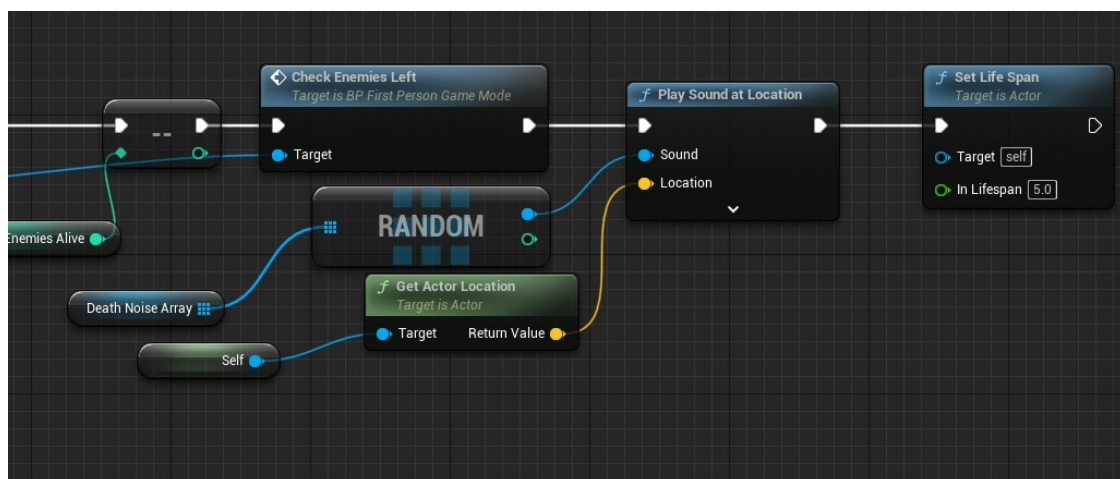 Check Enemies Left
Target is BP First Person Game Mode
Target
--
Play Sound at Location
Sound
Location
Set Life Span
Target is Actor
Target self
In Lifespan 5.0
RANDOM
Enemies Alive
Get Actor Location
Target is Actor
Target Return Value
Death Noise Array
Self